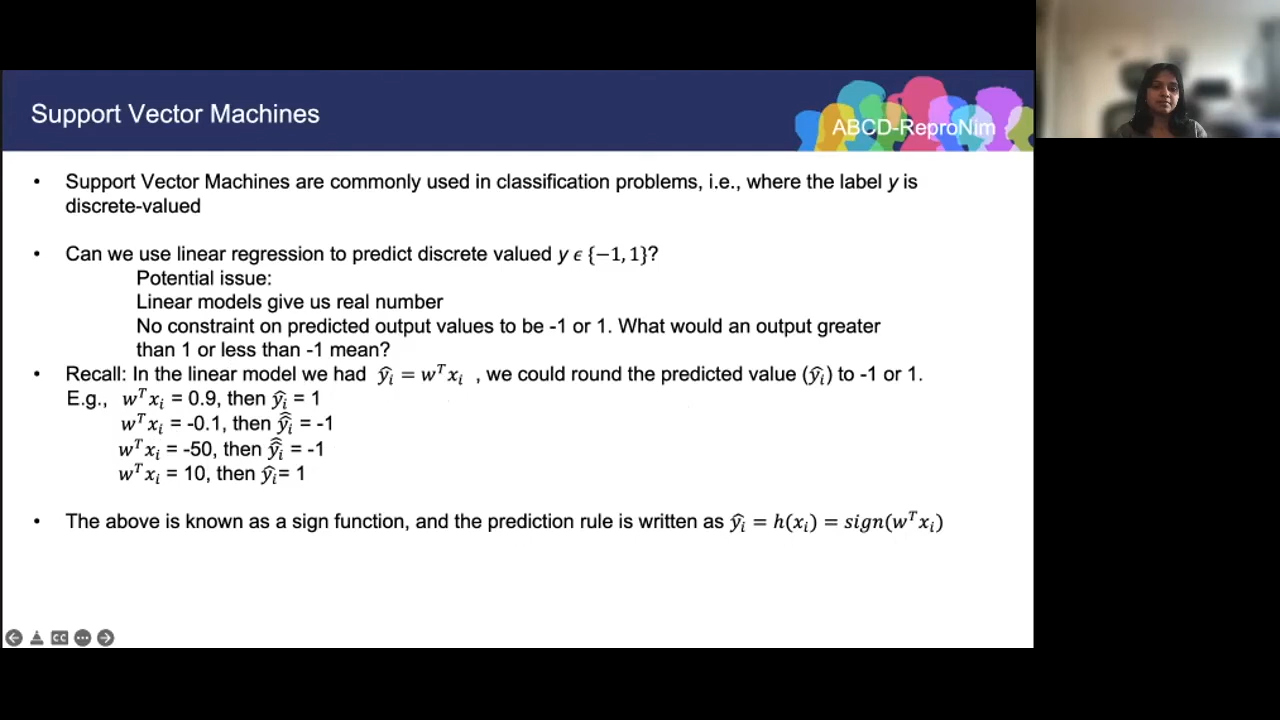 Support Vector Machines
ABCD-ReproNim
• Support Vector Machines are commonly used in classification problems, i.e., where the label y is
discrete-valued
• Can we use linear regression to predict discrete valued y ϵ {−1, 1}?
Potential issue:
Linear models give us real number
No constraint on predicted output values to be -1 or 1. What would an output greater
than 1 or less than -1 mean?
• Recall: In the linear model we had ŷᵢ = wᵀxᵢ , we could round the predicted value (ŷᵢ) to -1 or 1.
E.g., wᵀxᵢ = 0.9, then ŷᵢ = 1
wᵀxᵢ = -0.1, then ŷ̂ᵢ = -1
wᵀxᵢ = -50, then ŷ̂̂ᵢ = -1
wᵀxᵢ = 10, then ŷᵢ= 1
• The above is known as a sign function, and the prediction rule is written as ŷᵢ = h(xᵢ) = sign(wᵀxᵢ)
CC